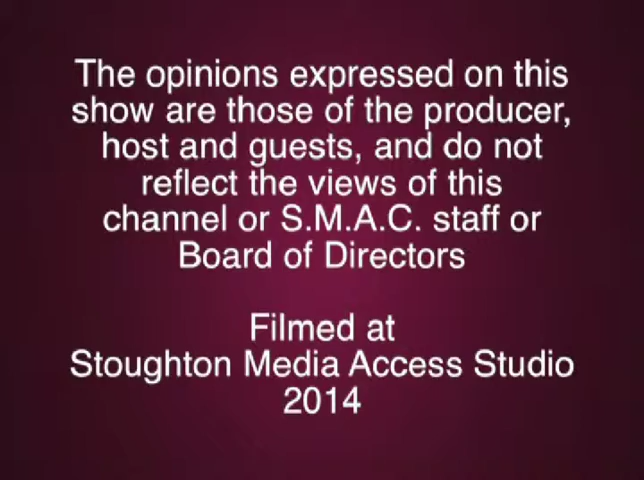 The opinions expressed on this
show are those of the producer,
host and guests, and do not
reflect the views of this
channel or S.M.A.C. staff or
Board of Directors
Filmed at
Stoughton Media Access Studio
2014